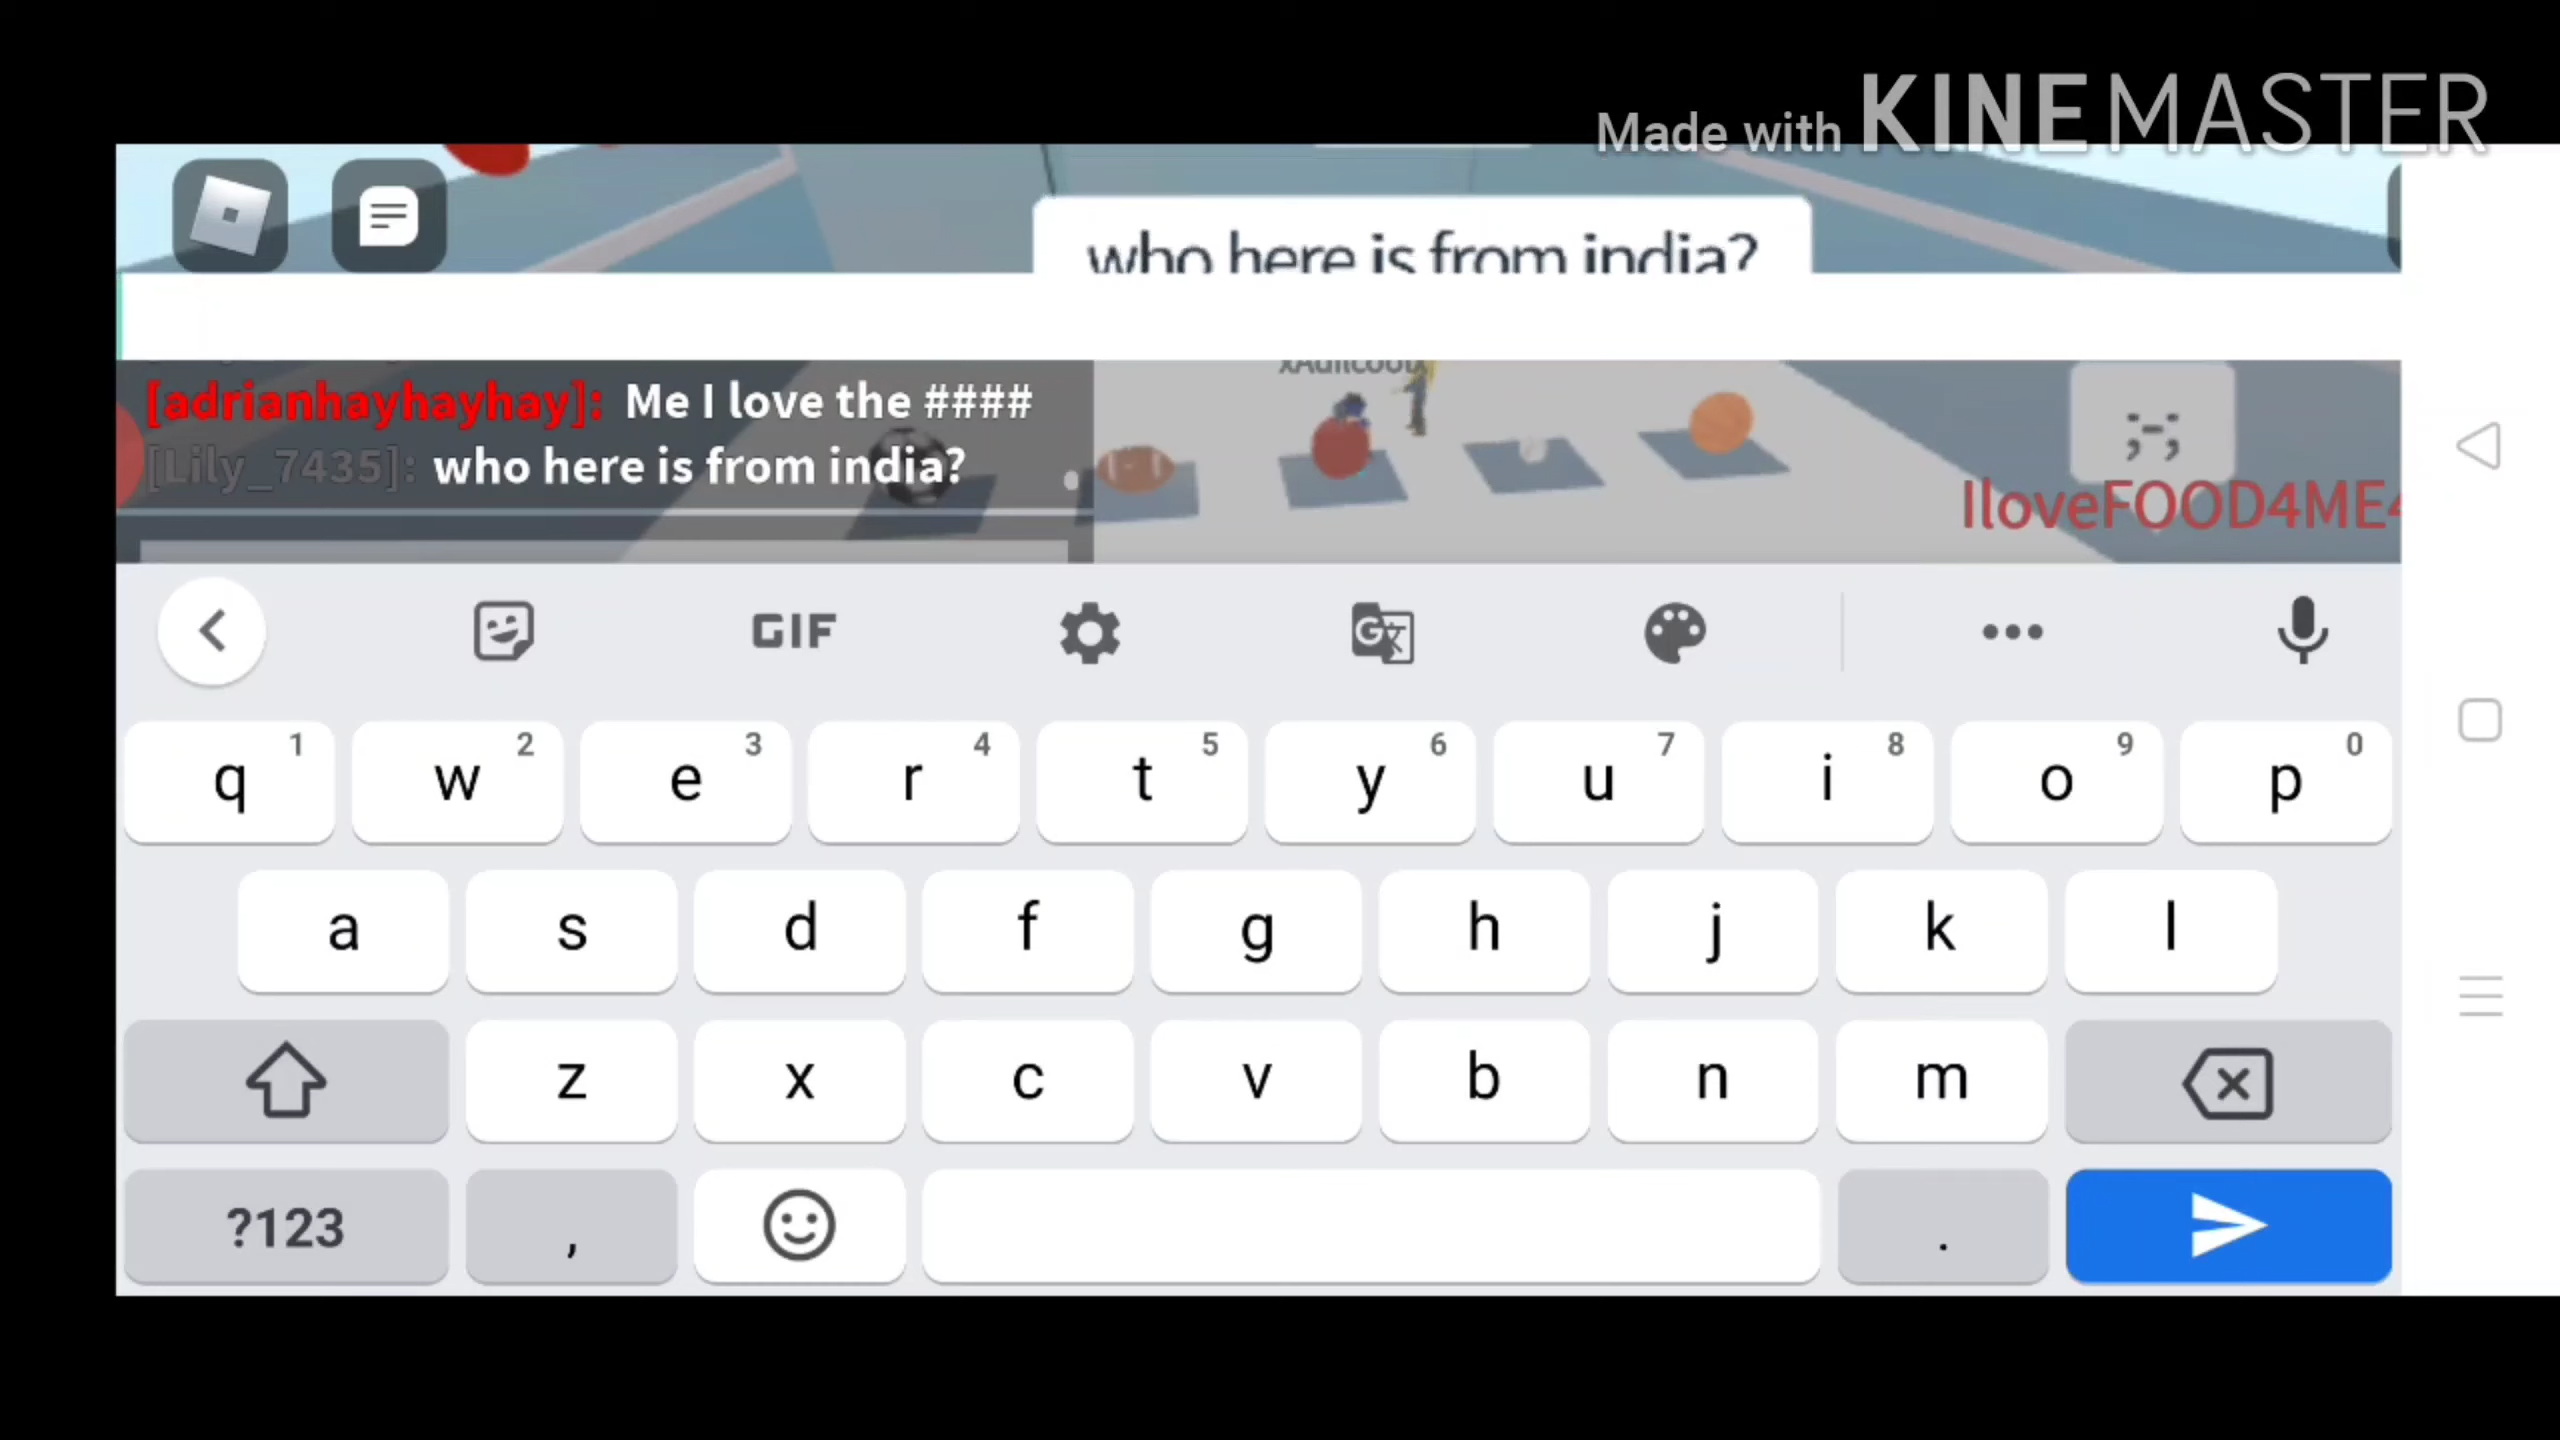 Made with KINEMASTER
who here is from india?
[adrianhayhayhay]: Me I love the ####
[Lily_7435]: who here is from india?
;-;
IloveFOOD4ME
GIF
q 1 w 2 e 3 r 4 t 5 y 6 u 7 i 8 o 9 p 0
a s d f g h j k l
z x c v b n m
?123 , .